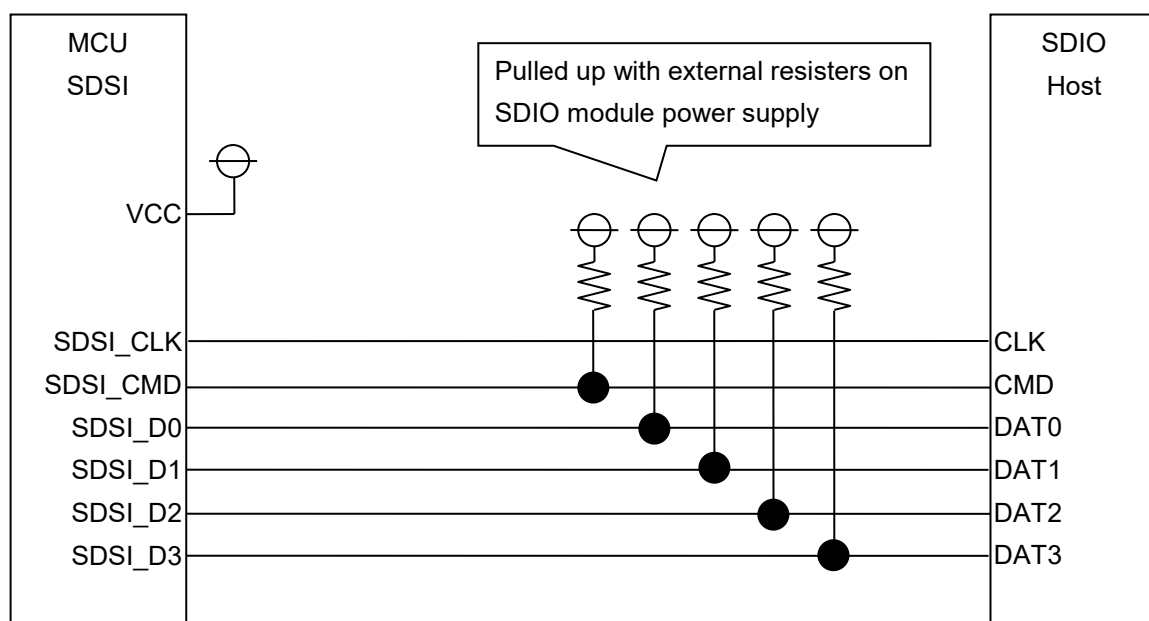 MCU
SDSI
VCC
SDSI_CLK
SDSI_CMD
SDSI_D0
SDSI_D1
SDSI_D2
SDSI_D3
Pulled up with external resisters on
SDIO module power supply
SDIO
Host
CLK
CMD
DAT0
DAT1
DAT2
DAT3